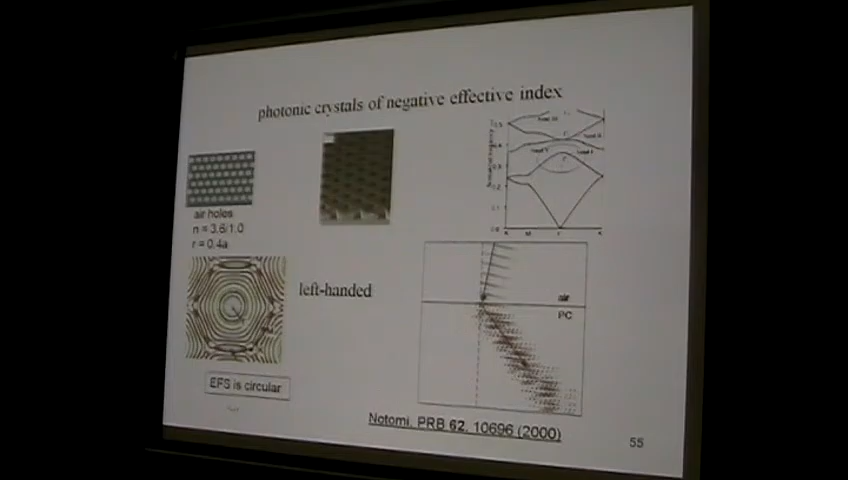 photonic crystals of negative effective index
air holes
n = 3.6/1.0
r = 0.4a
left-handed
air
PC
EFS is circular
Notomi, PRB 62, 10696 (2000)
55